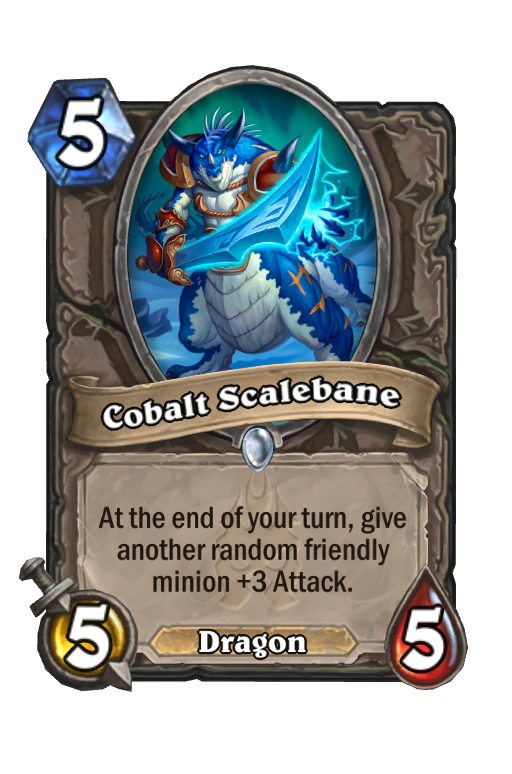 5
Cobalt Scalebane
At the end of your turn, give
another random friendly
minion +3 Attack.
5
Dragon
5